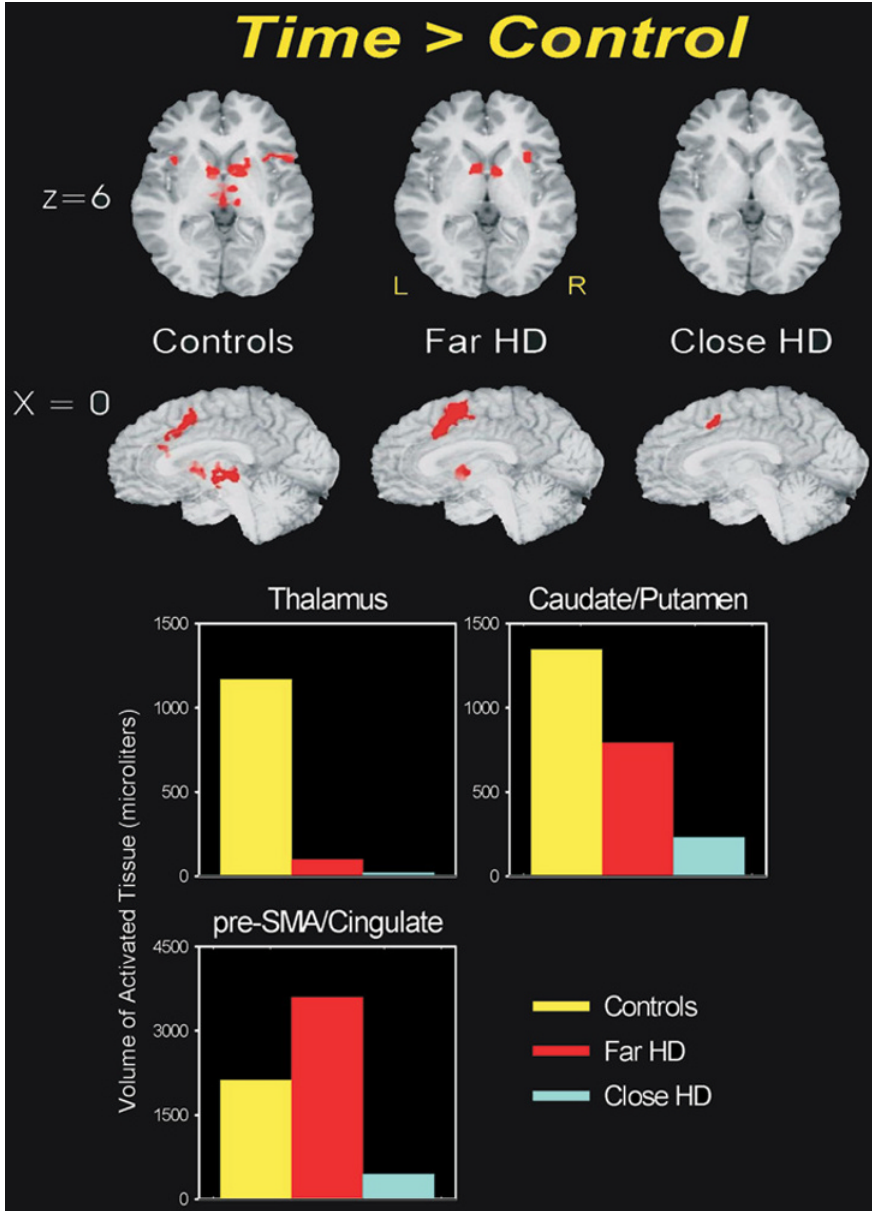 Time > Control
z=6
L R
Controls Far HD Close HD
X = 0
Thalamus
1500
1000
500
0
Caudate/Putamen
1500
1000
500
0
Volume of Activated Tissue (microliters)
pre-SMA/Cingulate
4500
3000
1500
0
Controls
Far HD
Close HD